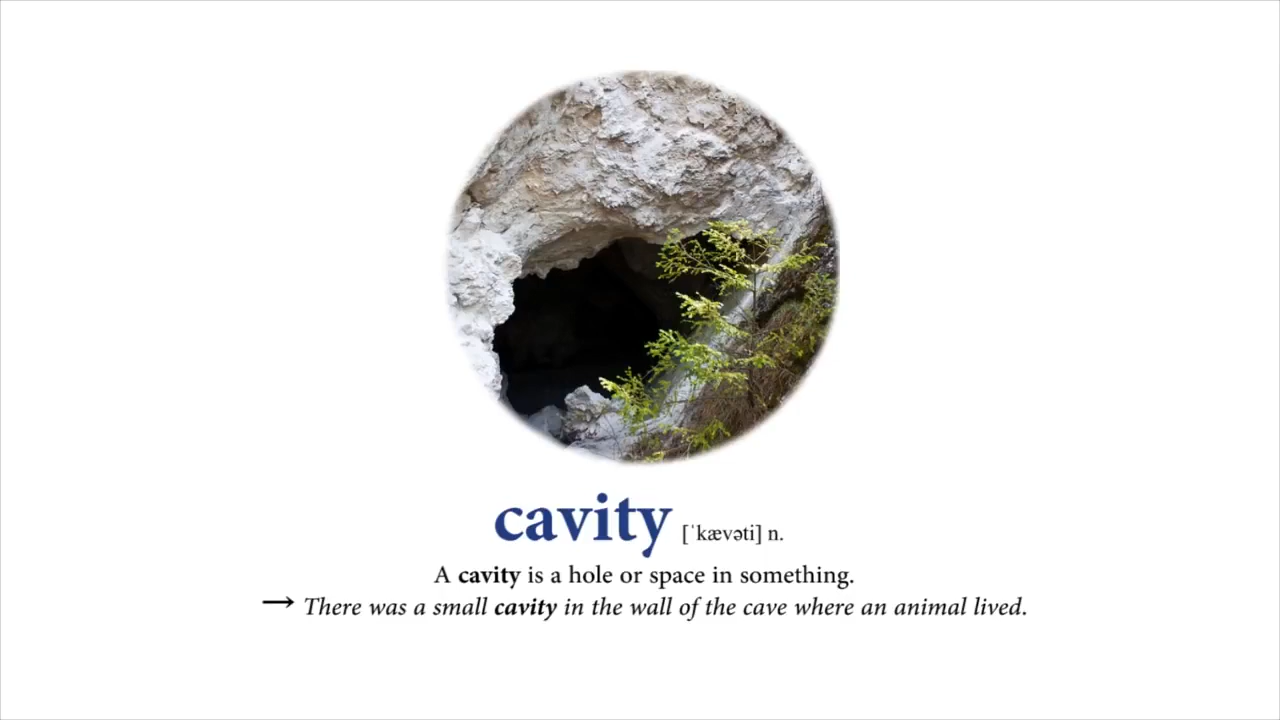 cavity [ˈkævəti] n.
A cavity is a hole or space in something.
→ There was a small cavity in the wall of the cave where an animal lived.